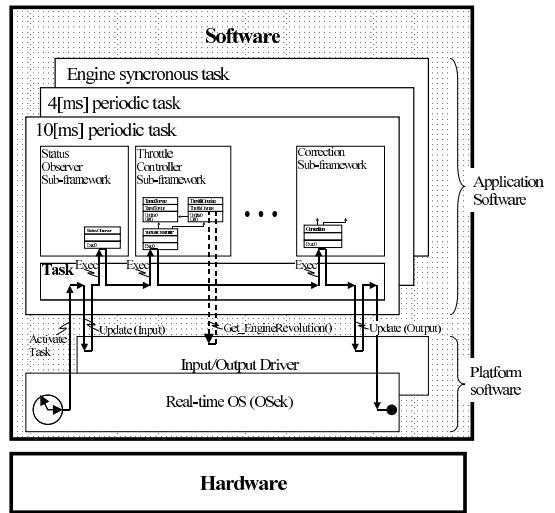 Software
Engine syncronous task
4[ms] periodic task
10[ms] periodic task
Status
Observer
Sub-framework
Throttle
Controller
Sub-framework
Correction
Sub-framework
Application
Software
Task
Exec
Exec
Exec
Activate
Task
Update (Input)
Get_EngineRevolution()
Update (Output)
Input/Output Driver
Real-time OS (OSek)
Platform
software
Hardware